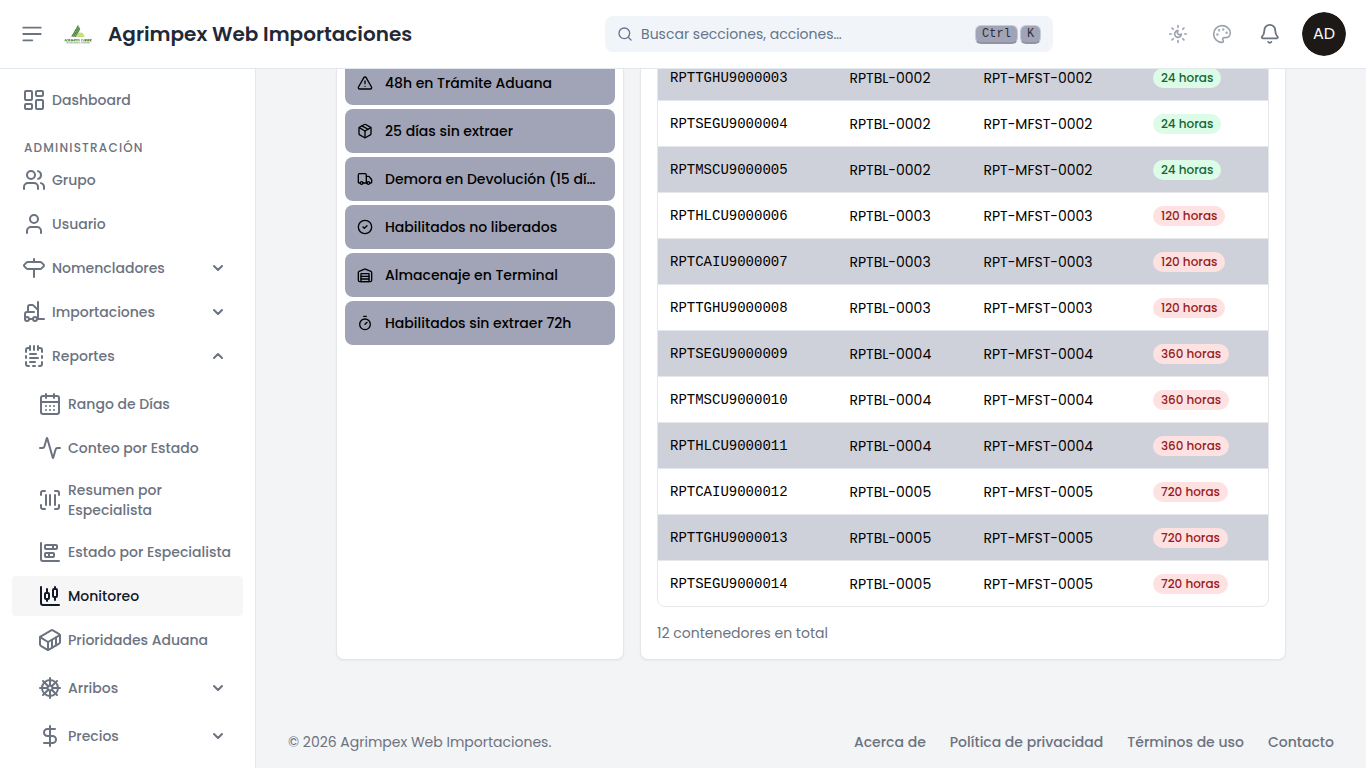 Agrimpex Web Importaciones
Buscar secciones, acciones...
Ctrl K
AD
Dashboard
ADMINISTRACIÓN
Grupo
Usuario
Nomencladores
Importaciones
Reportes
Rango de Días
Conteo por Estado
Resumen por
Especialista
Estado por Especialista
Monitoreo
Prioridades Aduana
Arribos
Precios
48h en Trámite Aduana
25 días sin extraer
Demora en Devolución (15 dí...
Habilitados no liberados
Almacenaje en Terminal
Habilitados sin extraer 72h
RPTTGHU9000003 RPTBL-0002 RPT-MFST-0002 24 horas
RPTSEGU9000004 RPTBL-0002 RPT-MFST-0002 24 horas
RPTMSCU9000005 RPTBL-0002 RPT-MFST-0002 24 horas
RPTHLCU9000006 RPTBL-0003 RPT-MFST-0003 120 horas
RPTCAIU9000007 RPTBL-0003 RPT-MFST-0003 120 horas
RPTTGHU9000008 RPTBL-0003 RPT-MFST-0003 120 horas
RPTSEGU9000009 RPTBL-0004 RPT-MFST-0004 360 horas
RPTMSCU9000010 RPTBL-0004 RPT-MFST-0004 360 horas
RPTHLCU9000011 RPTBL-0004 RPT-MFST-0004 360 horas
RPTCAIU9000012 RPTBL-0005 RPT-MFST-0005 720 horas
RPTTGHU9000013 RPTBL-0005 RPT-MFST-0005 720 horas
RPTSEGU9000014 RPTBL-0005 RPT-MFST-0005 720 horas
12 contenedores en total
© 2026 Agrimpex Web Importaciones.
Acerca de Política de privacidad Términos de uso Contacto